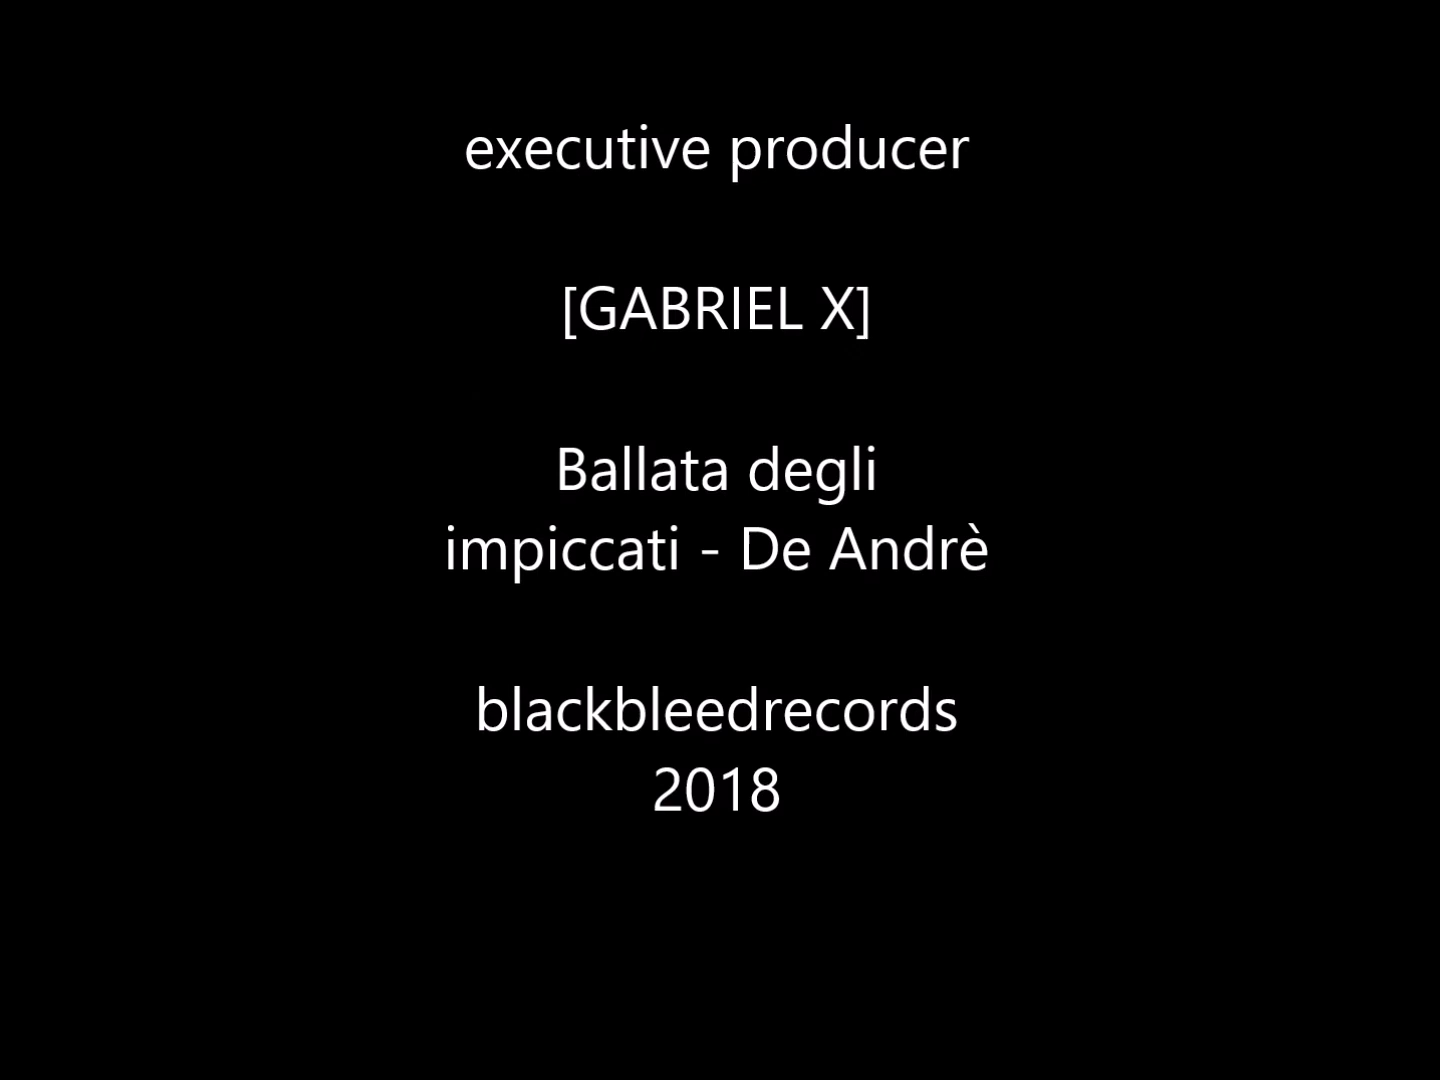 executive producer
[GABRIEL X]
Ballata degli
impiccati - De Andrè
blackbleedrecords
2018